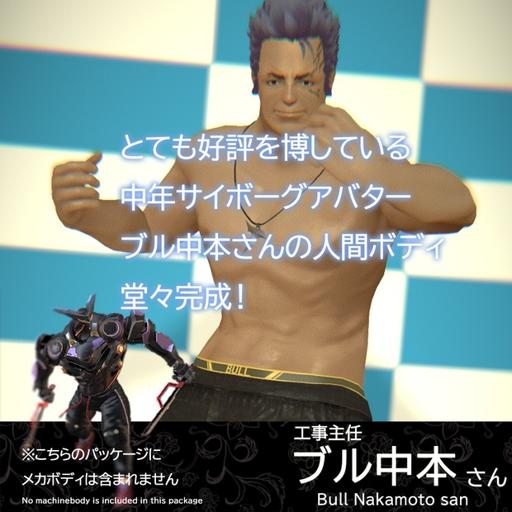 とても好評を博している
中年サイボーグアバター
ブル中本さんの人間ボディ
堂々完成!
BULL
工事主任
ブル中本さん
Bull Nakamoto san
※こちらのパッケージに
メカボディは含まれません
No machinebody is included in this package